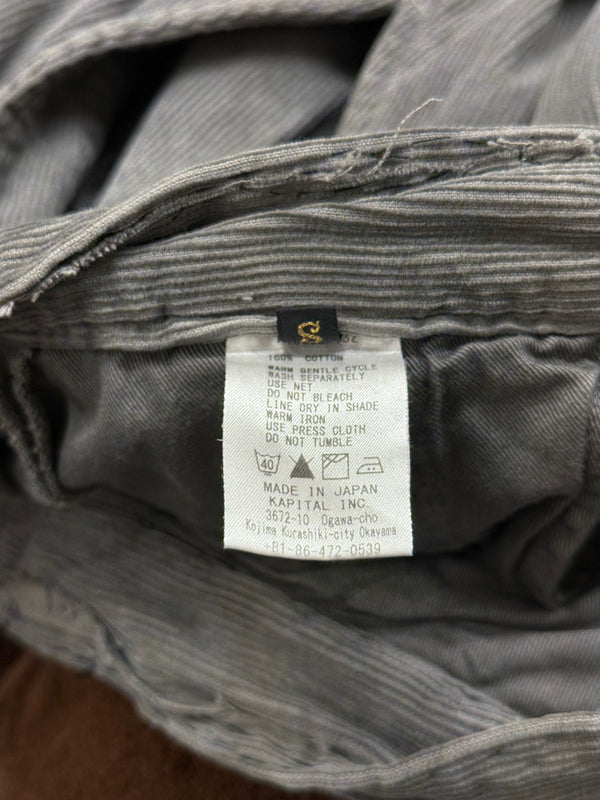 S
32
100% COTTON
WARM GENTLE CYCLE
WASH SEPARATELY
USE NET
DO NOT BLEACH
LINE DRY IN SHADE
WARM IRON
USE PRESS CLOTH
DO NOT TUMBLE
40
MADE IN JAPAN
KAPITAL INC.
3672-10 Ogawa-cho
Kojima Kurashiki-city Okayama
+81-86-472-0539